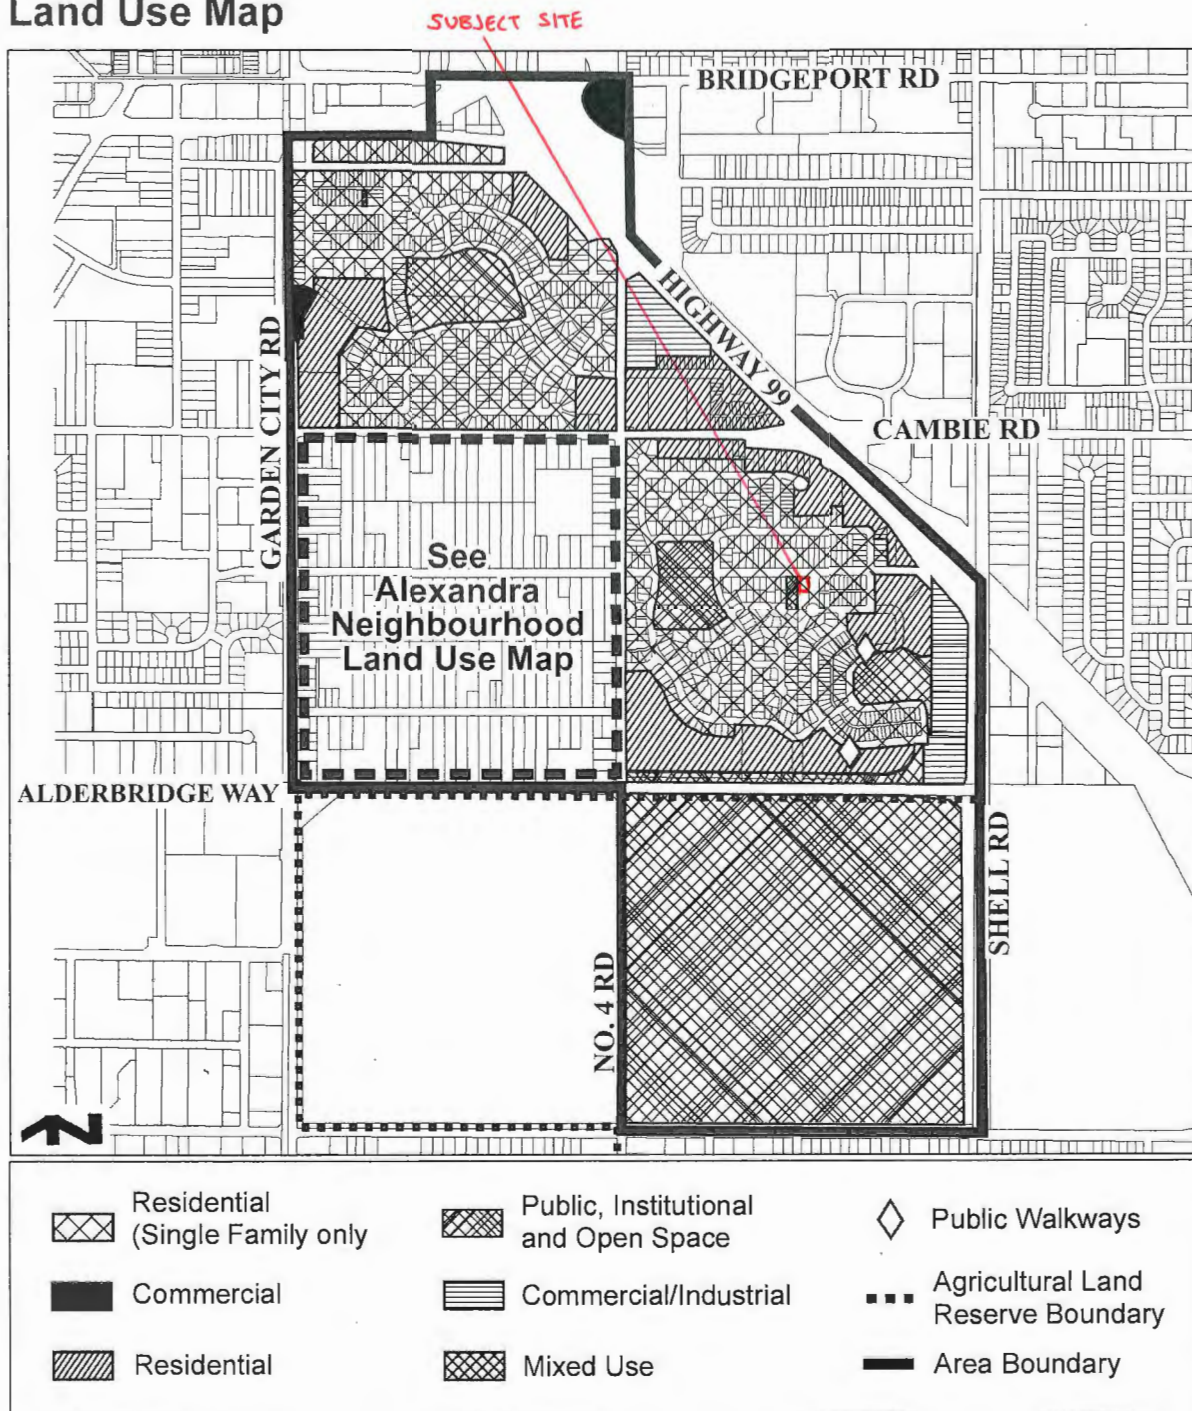 Land Use Map
SUBJECT SITE
BRIDGEPORT RD
HIGHWAY 99
GARDEN CITY RD
CAMBIE RD
See
Alexandra
Neighbourhood
Land Use Map
ALDERBRIDGE WAY
NO. 4 RD
SHELL RD
Residential
(Single Family only
Public, Institutional
and Open Space
Public Walkways
Commercial
Commercial/Industrial
Agricultural Land
Reserve Boundary
Residential
Mixed Use
Area Boundary